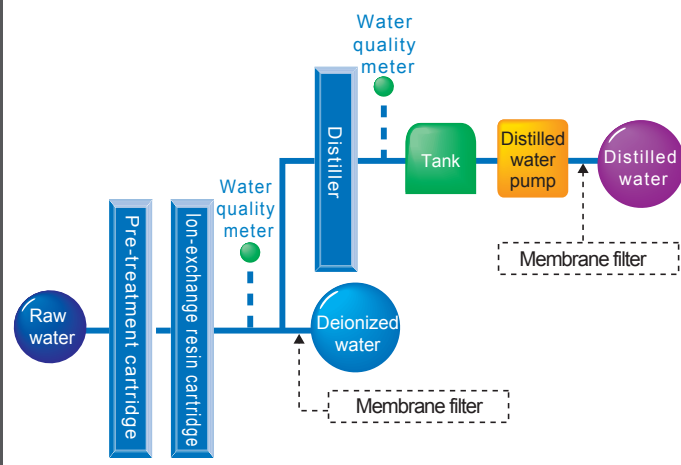 Water
quality
meter
Distiller
Tank
Distilled
water
pump
Distilled
water
Membrane filter
Water
quality
meter
Pre-treatment cartridge
Ion-exchange resin cartridge
Raw
water
Deionized
water
Membrane filter